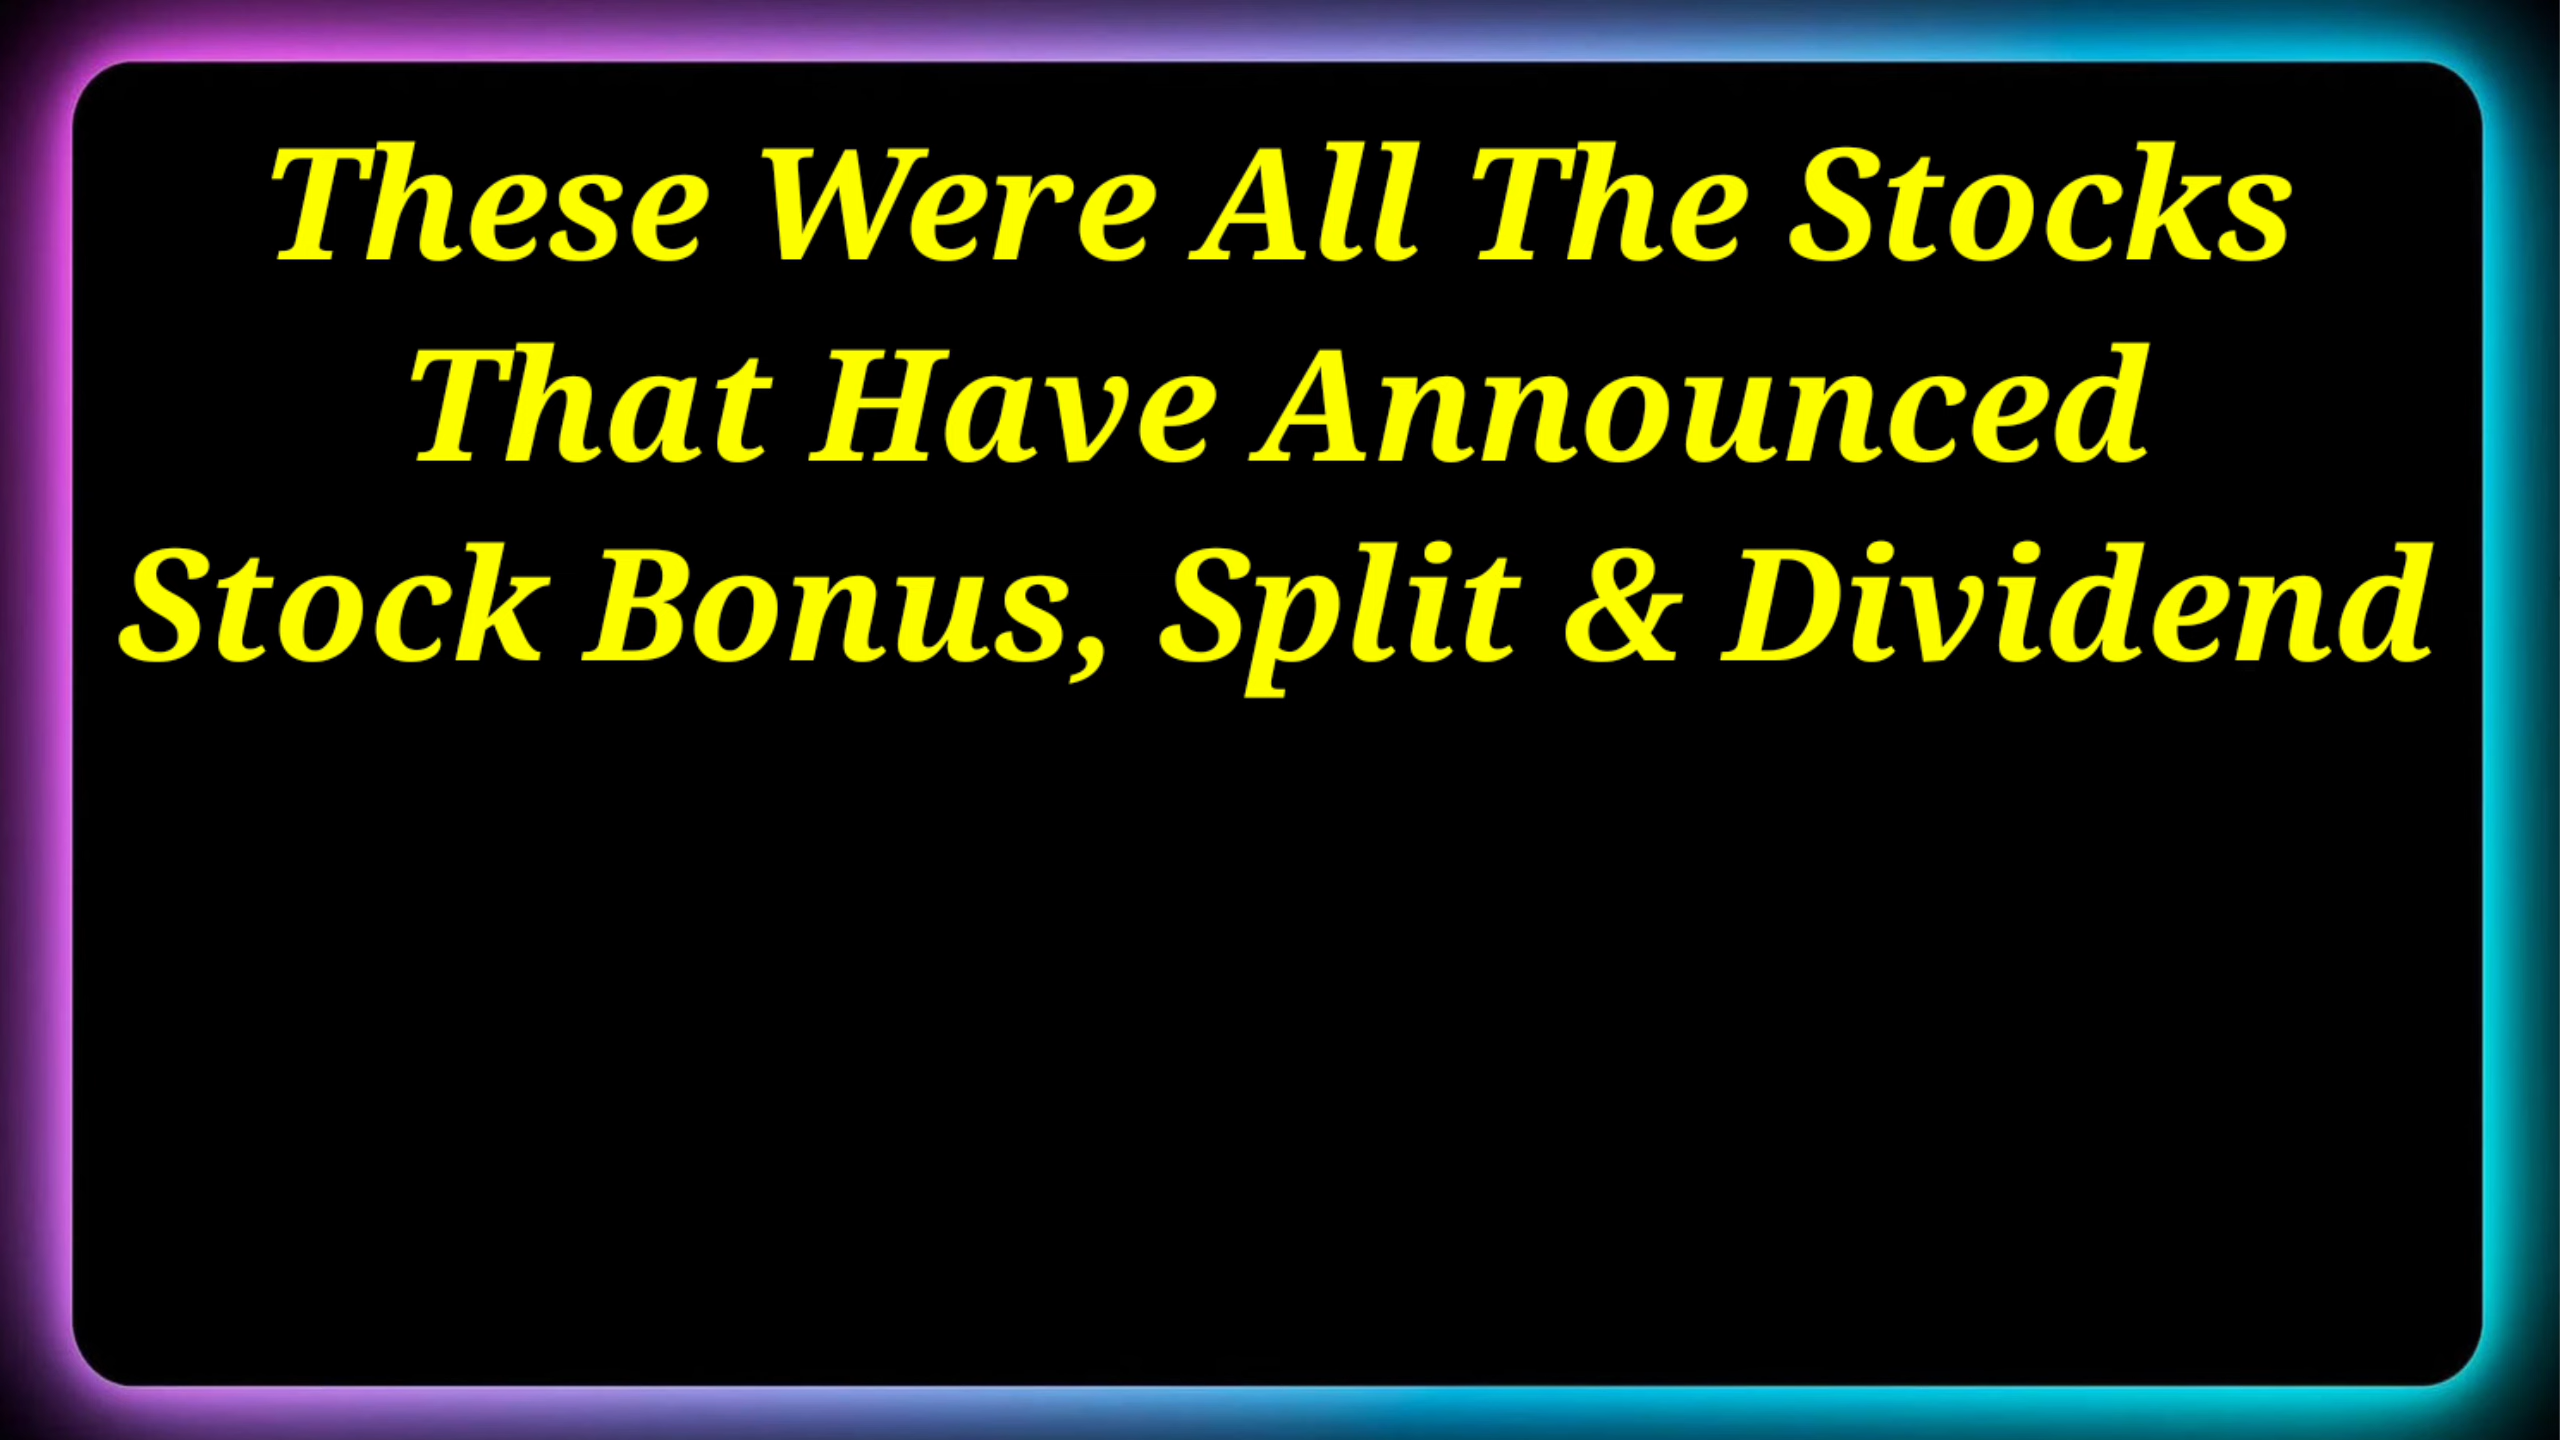 These Were All The Stocks
That Have Announced
Stock Bonus, Split & Dividend